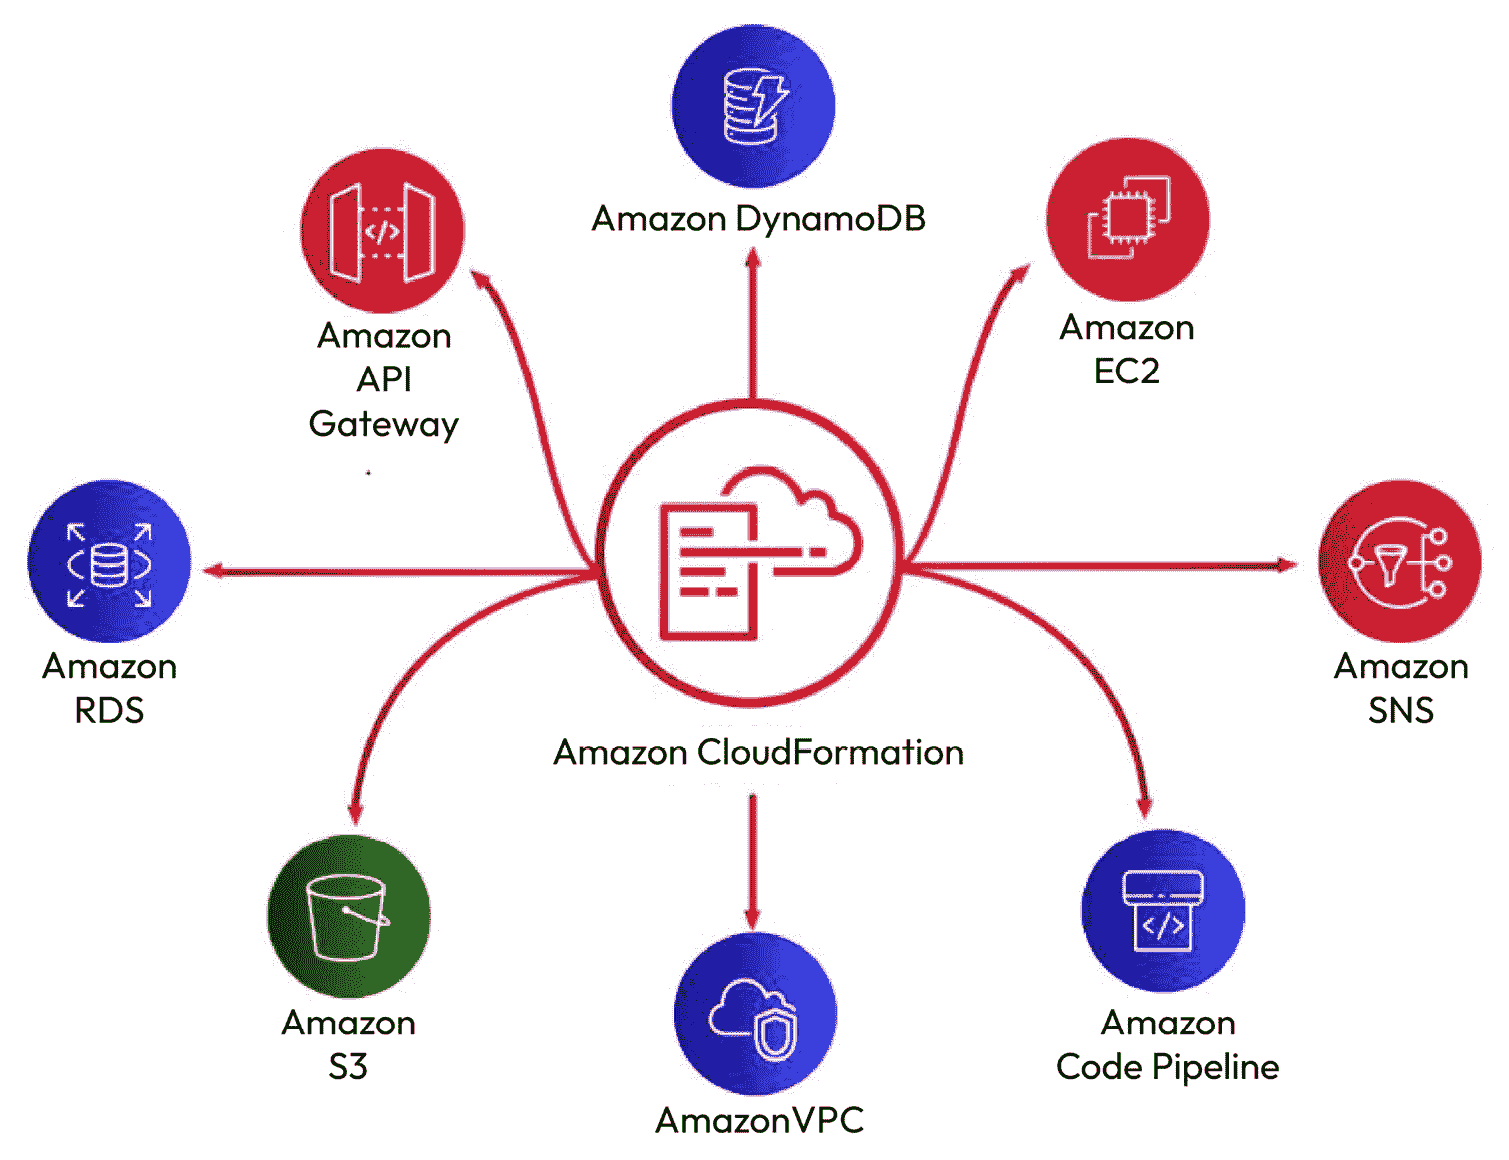 Amazon DynamoDB
Amazon
API
Gateway
Amazon
EC2
</>
Amazon
RDS
Amazon
SNS
Amazon CloudFormation
Amazon
S3
</>
Amazon
Code Pipeline
AmazonVPC